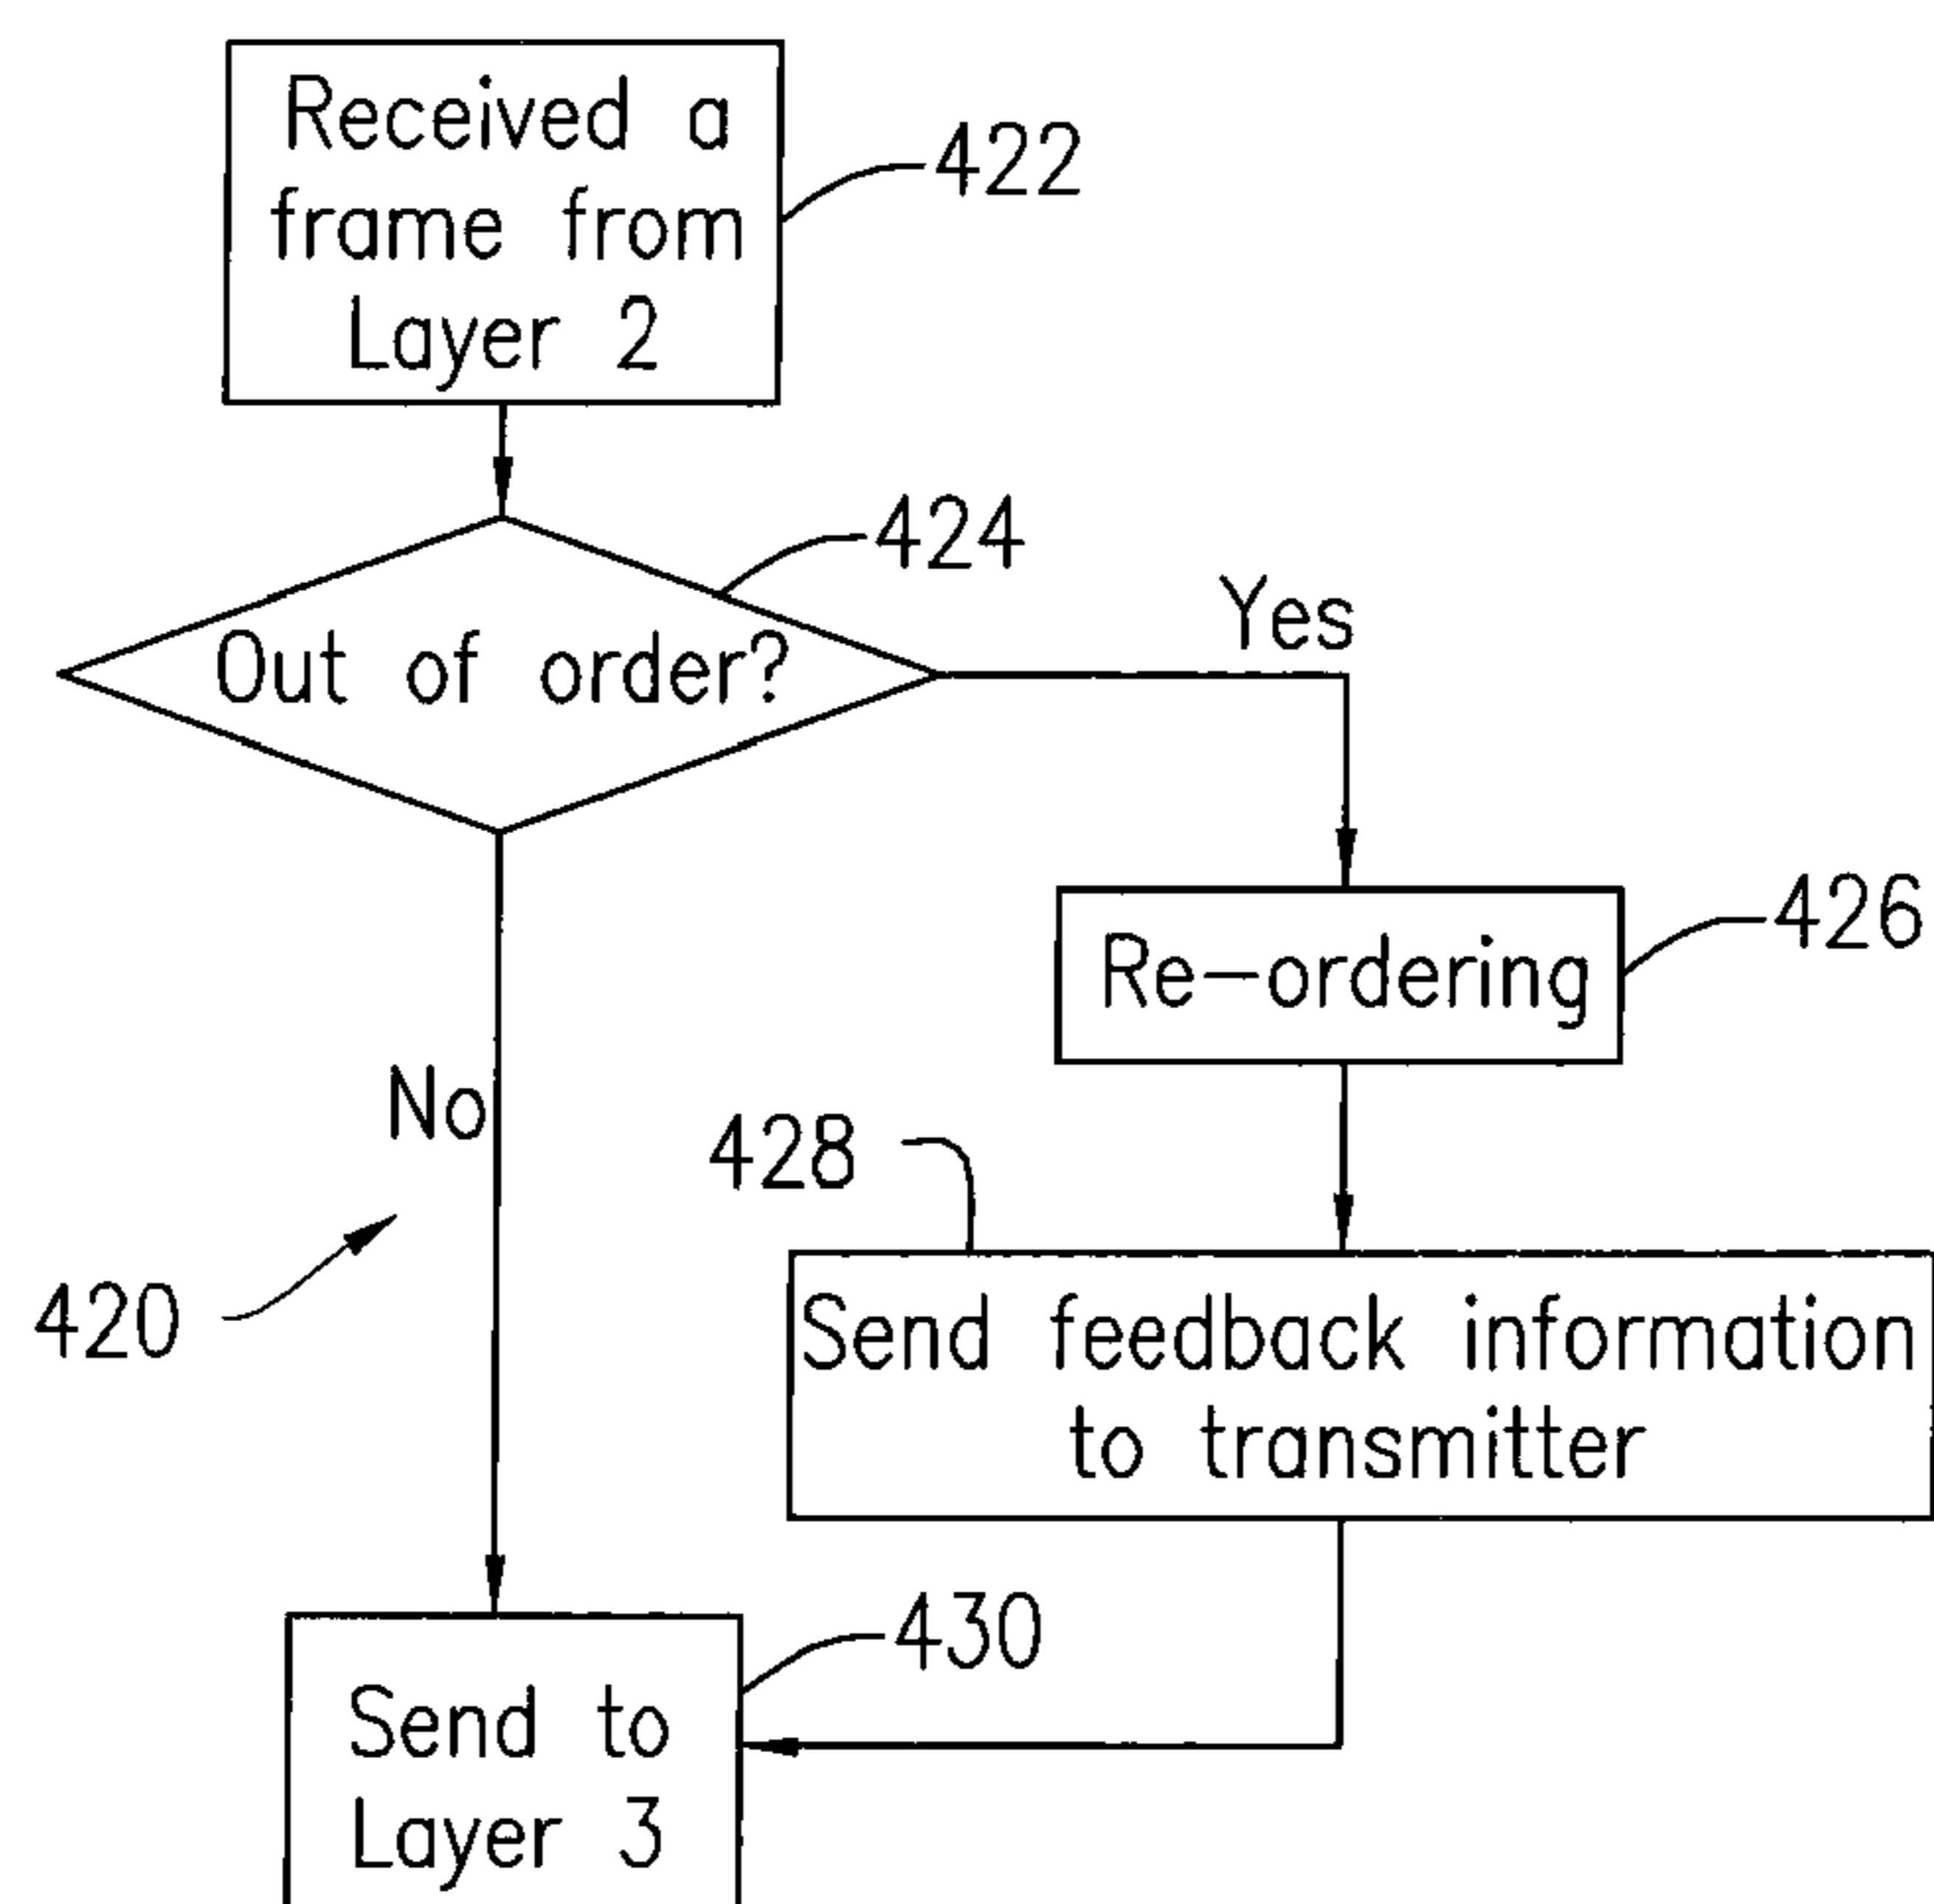 Received a
frame from
Layer 2
422
424
Out of order?
Yes
Re-ordering
426
No
428
420
Send feedback information
to transmitter
430
Send to
Layer 3